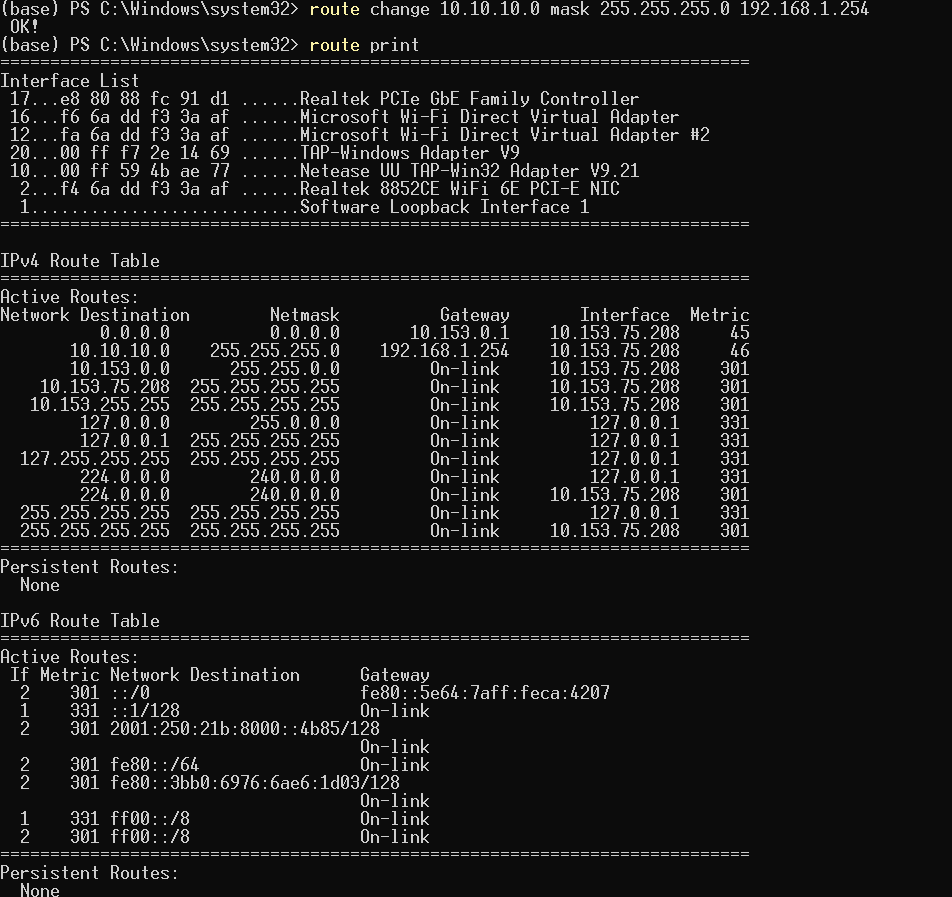 (base) PS C:\Windows\system32> route change 10.10.10.0 mask 255.255.255.0 192.168.1.254
 OK!
(base) PS C:\Windows\system32> route print
===========================================================================
Interface List
 17...e8 80 88 fc 91 d1 ......Realtek PCIe GbE Family Controller
 16...f6 6a dd f3 3a af ......Microsoft Wi-Fi Direct Virtual Adapter
 12...fa 6a dd f3 3a af ......Microsoft Wi-Fi Direct Virtual Adapter #2
 20...00 ff f7 2e 14 69 ......TAP-Windows Adapter V9
 10...00 ff 59 4b ae 77 ......Netease UU TAP-Win32 Adapter V9.21
  2...f4 6a dd f3 3a af ......Realtek 8852CE WiFi 6E PCI-E NIC
  1...........................Software Loopback Interface 1
===========================================================================

IPv4 Route Table
===========================================================================
Active Routes:
Network Destination        Netmask          Gateway       Interface  Metric
          0.0.0.0          0.0.0.0       10.153.0.1    10.153.75.208     45
       10.10.10.0    255.255.255.0    192.168.1.254    10.153.75.208     46
       10.153.0.0      255.255.0.0         On-link     10.153.75.208    301
    10.153.75.208  255.255.255.255         On-link     10.153.75.208    301
   10.153.255.255  255.255.255.255         On-link     10.153.75.208    301
        127.0.0.0        255.0.0.0         On-link         127.0.0.1    331
        127.0.0.1  255.255.255.255         On-link         127.0.0.1    331
  127.255.255.255  255.255.255.255         On-link         127.0.0.1    331
        224.0.0.0        240.0.0.0         On-link         127.0.0.1    331
        224.0.0.0        240.0.0.0         On-link     10.153.75.208    301
  255.255.255.255  255.255.255.255         On-link         127.0.0.1    331
  255.255.255.255  255.255.255.255         On-link     10.153.75.208    301
===========================================================================
Persistent Routes:
  None

IPv6 Route Table
===========================================================================
Active Routes:
 If Metric Network Destination      Gateway
  2    301 ::/0                     fe80::5e64:7aff:feca:4207
  1    331 ::1/128                  On-link
  2    301 2001:250:21b:8000::4b85/128
                                    On-link
  2    301 fe80::/64                On-link
  2    301 fe80::3bb0:6976:6ae6:1d03/128
                                    On-link
  1    331 ff00::/8                 On-link
  2    301 ff00::/8                 On-link
===========================================================================
Persistent Routes:
  None